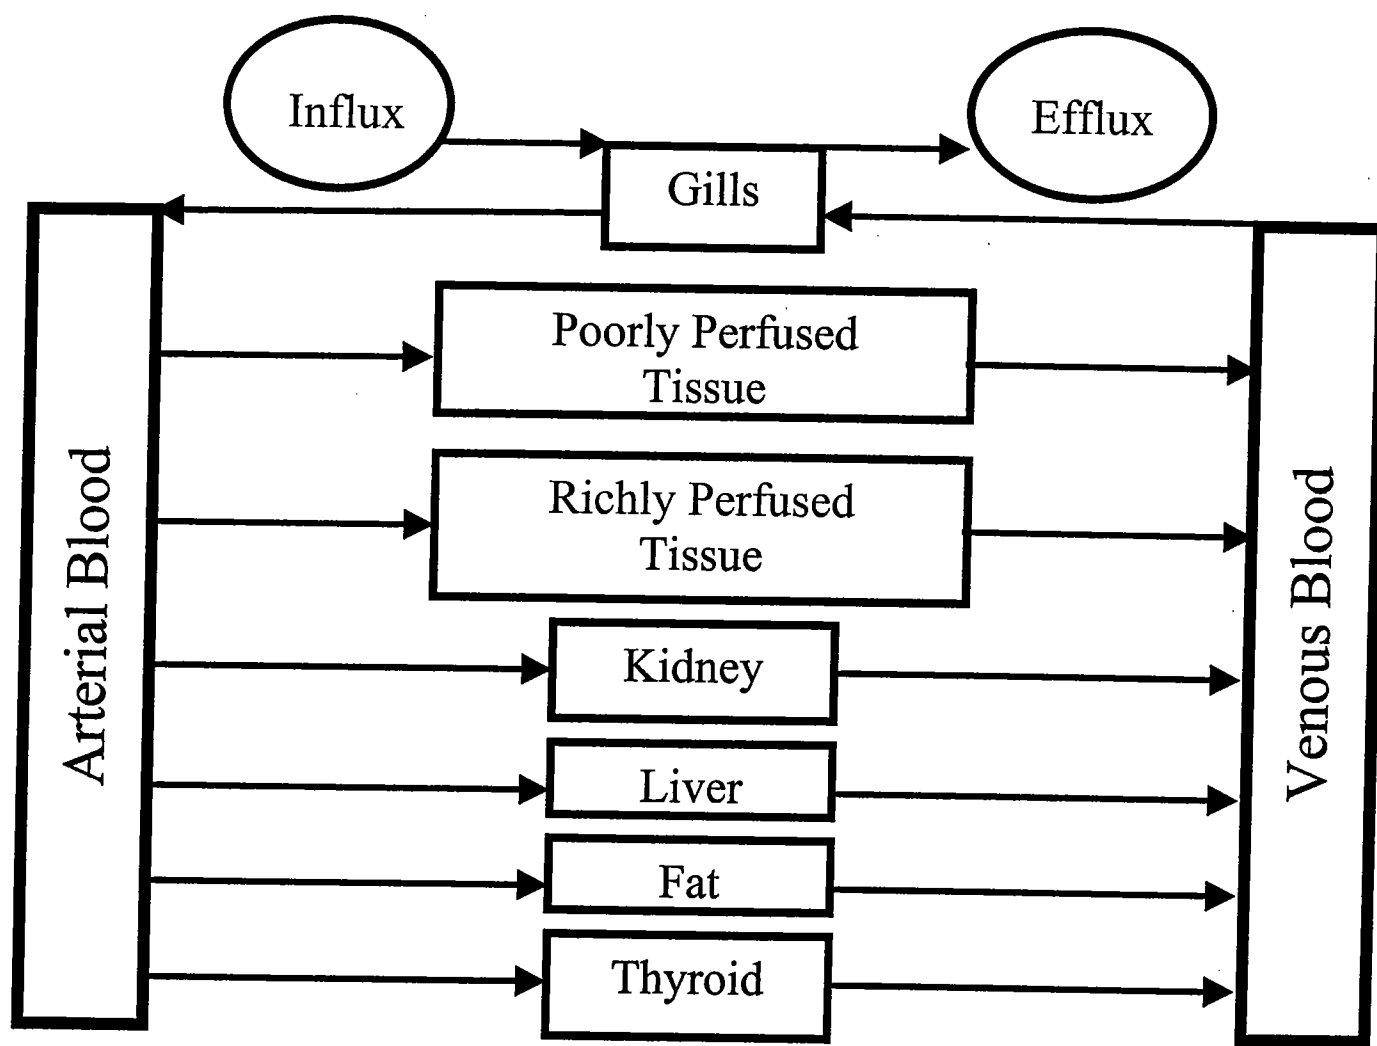 Influx
Efflux
Gills
Poorly Perfused
Tissue
Richly Perfused
Tissue
Kidney
Liver
Fat
Thyroid
Arterial Blood
Venous Blood